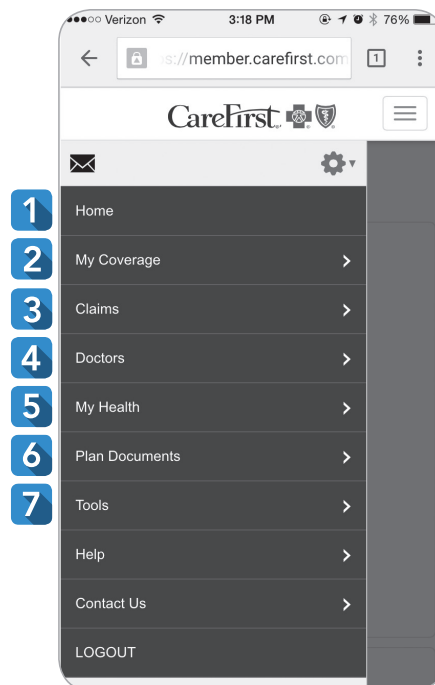 Verizon 3:18 PM 76%
s://member.carefirst.com 1
CareFirst
1 Home
2 My Coverage
3 Claims
4 Doctors
5 My Health
6 Plan Documents
7 Tools
Help
Contact Us
LOGOUT